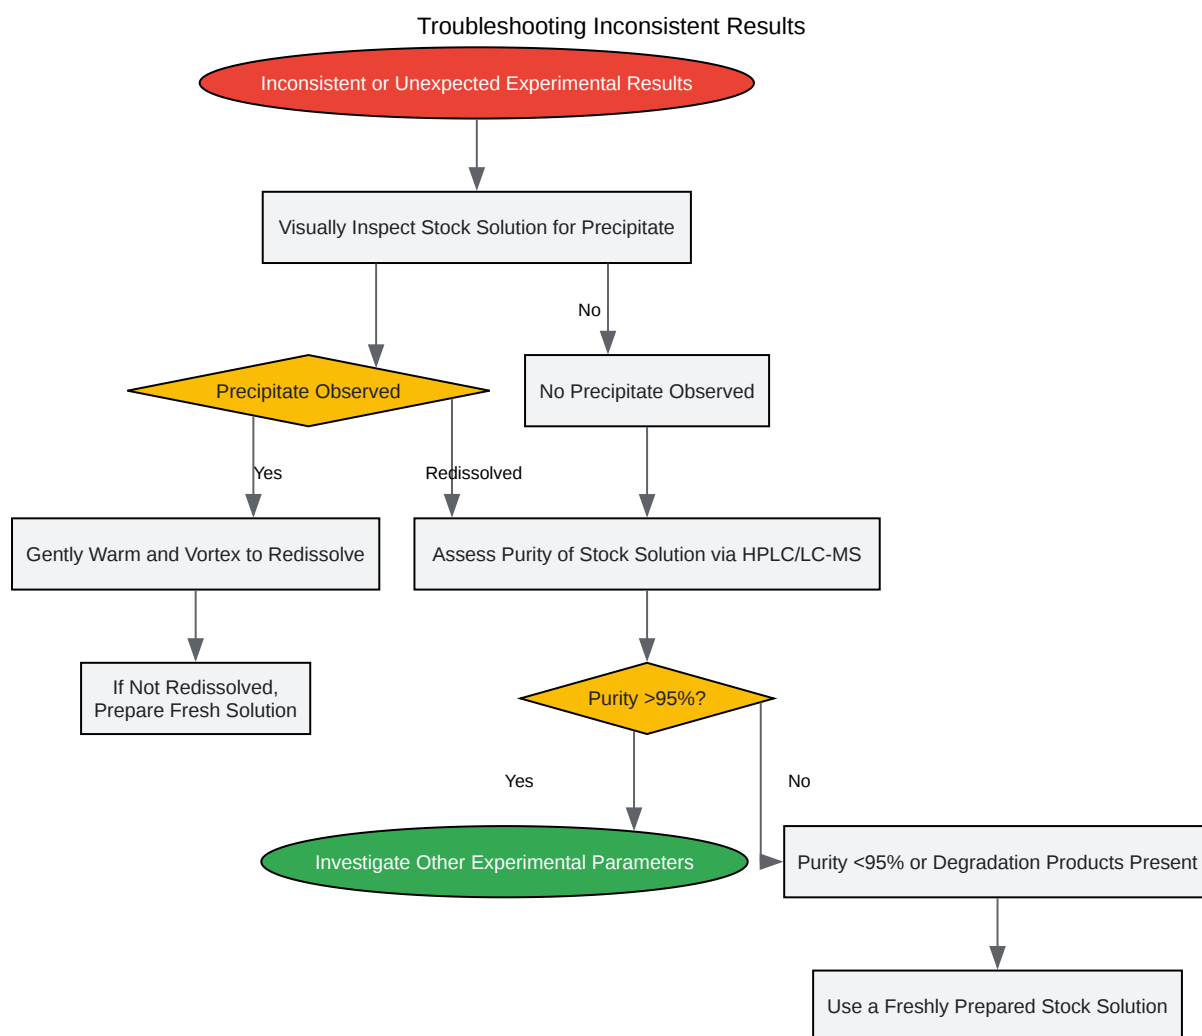 Troubleshooting Inconsistent Results
Inconsistent or Unexpected Experimental Results
Visually Inspect Stock Solution for Precipitate
No
Precipitate Observed
No Precipitate Observed
Yes
Redissolved
Gently Warm and Vortex to Redissolve
Assess Purity of Stock Solution via HPLC/LC-MS
If Not Redissolved,
Prepare Fresh Solution
Purity >95%?
Yes
No
Investigate Other Experimental Parameters
Purity <95% or Degradation Products Present
Use a Freshly Prepared Stock Solution